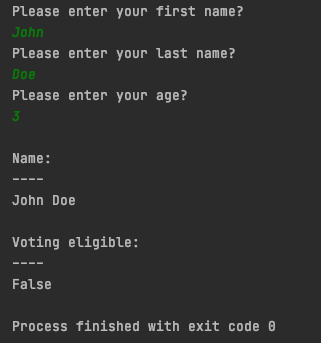 Please enter your first name?
John
Please enter your last name?
Doe
Please enter your age?
3
Name:
----
John Doe
Voting eligible:
----
False
Process finished with exit code 0